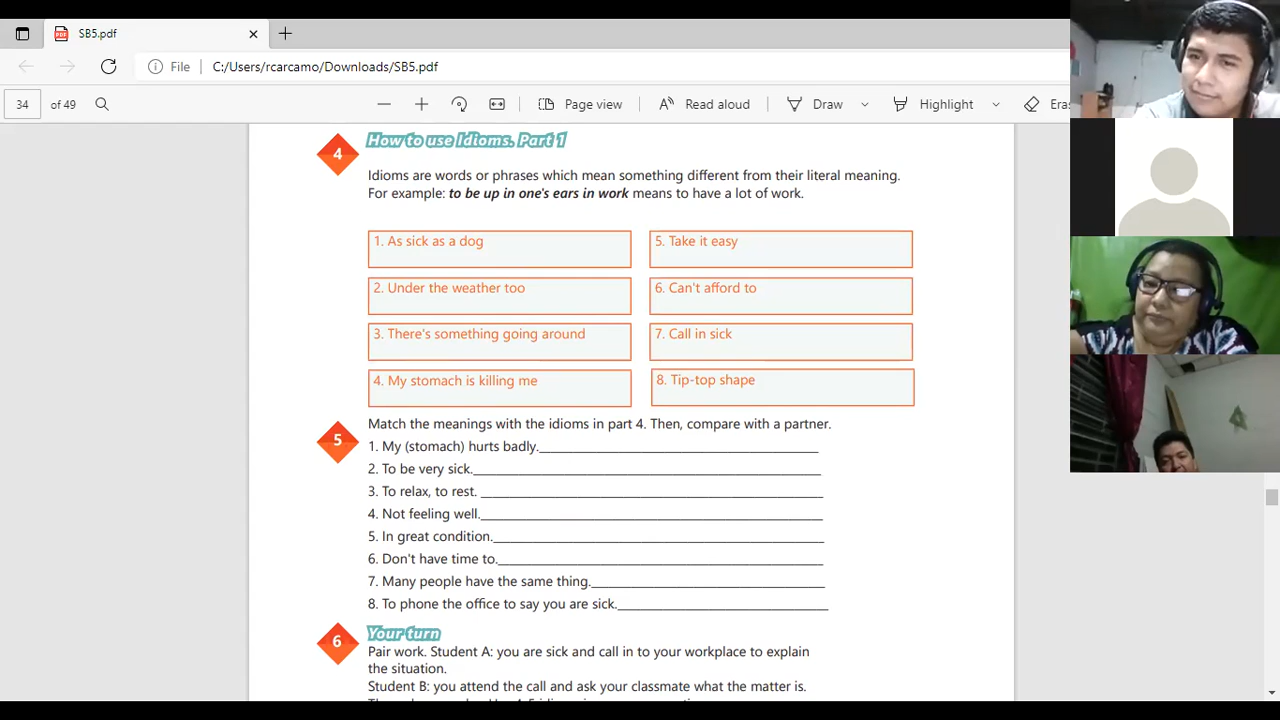 SB5.pdf
File
C:/Users/rcarcamo/Downloads/SB5.pdf
34 of 49
Page view
Read aloud
Draw
Highlight
Eras
4
How to use Idioms. Part 1
Idioms are words or phrases which mean something different from their literal meaning.
For example: to be up in one's ears in work means to have a lot of work.
1. As sick as a dog
5. Take it easy
2. Under the weather too
6. Can't afford to
3. There's something going around
7. Call in sick
4. My stomach is killing me
8. Tip-top shape
5
Match the meanings with the idioms in part 4. Then, compare with a partner.
1. My (stomach) hurts badly.
2. To be very sick.
3. To relax, to rest.
4. Not feeling well.
5. In great condition.
6. Don't have time to.
7. Many people have the same thing.
8. To phone the office to say you are sick.
6
Your turn
Pair work. Student A: you are sick and call in to your workplace to explain
the situation.
Student B: you attend the call and ask your classmate what the matter is.